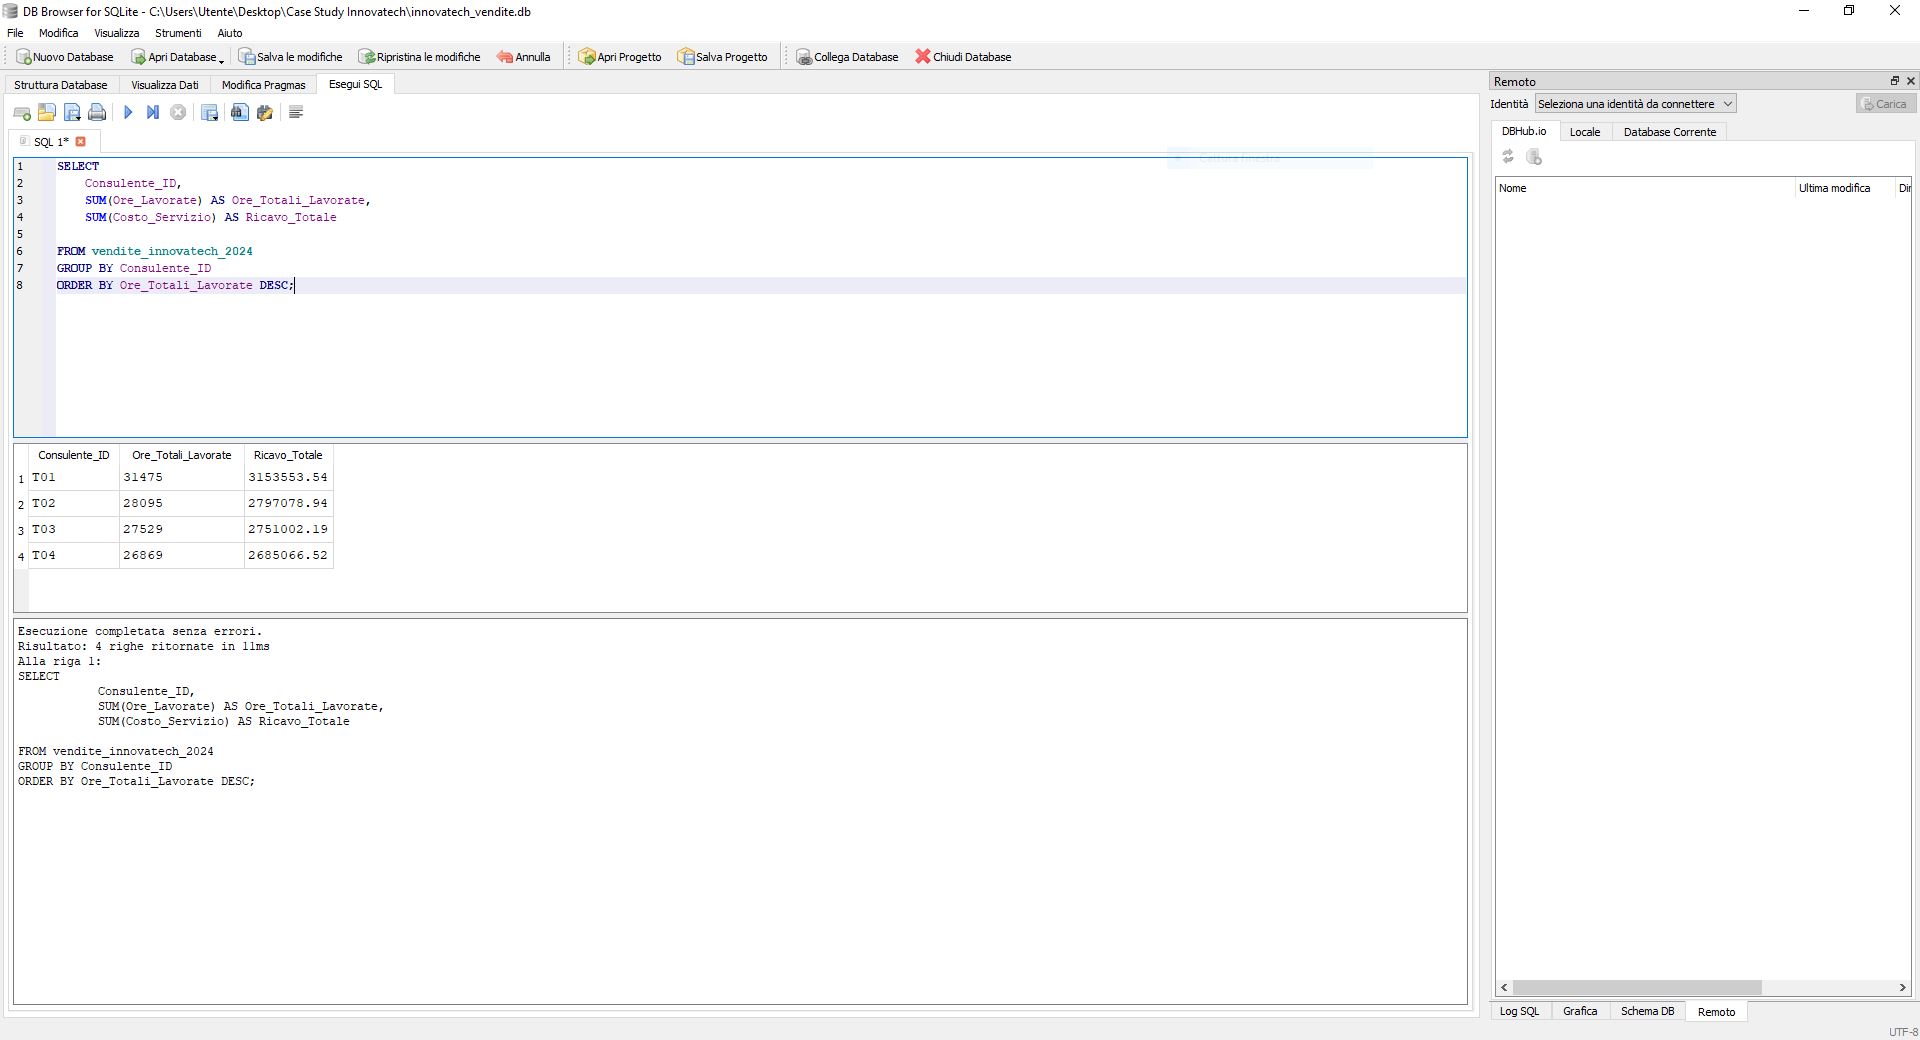 DB Browser for SQLite - C:\Users\Utente\Desktop\Case Study Innovatech\innovatech_vendite.db
File Modifica Visualizza Strumenti Aiuto
Nuovo Database Apri Database Salva le modifiche Ripristina le modifiche Annulla Apri Progetto Salva Progetto Collega Database Chiudi Database
Struttura Database Visualizza Dati Modifica Pragmas Esegui SQL
SQL 1*
1 SELECT
2 Consulente_ID,
3 SUM(Ore_Lavorate) AS Ore_Totali_Lavorate,
4 SUM(Costo_Servizio) AS Ricavo_Totale
5
6 FROM vendite_innovatech_2024
7 GROUP BY Consulente_ID
8 ORDER BY Ore_Totali_Lavorate DESC;
Cattura finestra
Consulente_ID Ore_Totali_Lavorate Ricavo_Totale
1 T01 31475 3153553.54
2 T02 28095 2797078.94
3 T03 27529 2751002.19
4 T04 26869 2685066.52
Esecuzione completata senza errori.
Risultato: 4 righe ritornate in 11ms
Alla riga 1:
SELECT
Consulente_ID,
SUM(Ore_Lavorate) AS Ore_Totali_Lavorate,
SUM(Costo_Servizio) AS Ricavo_Totale
FROM vendite_innovatech_2024
GROUP BY Consulente_ID
ORDER BY Ore_Totali_Lavorate DESC;
Remoto
Identità Seleziona una identità da connettere Carica
DBHub.io Locale Database Corrente
Nome Ultima modifica Dir
Log SQL Grafica Schema DB Remoto
UTF-8